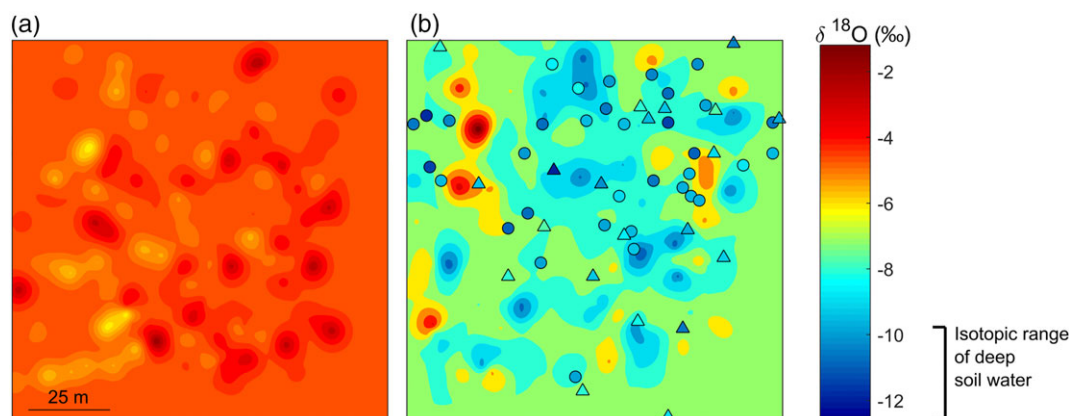 (a)
(b)
δ 18O (‰)
-2
-4
-6
-8
-10
-12
Isotopic range
of deep
soil water
25 m